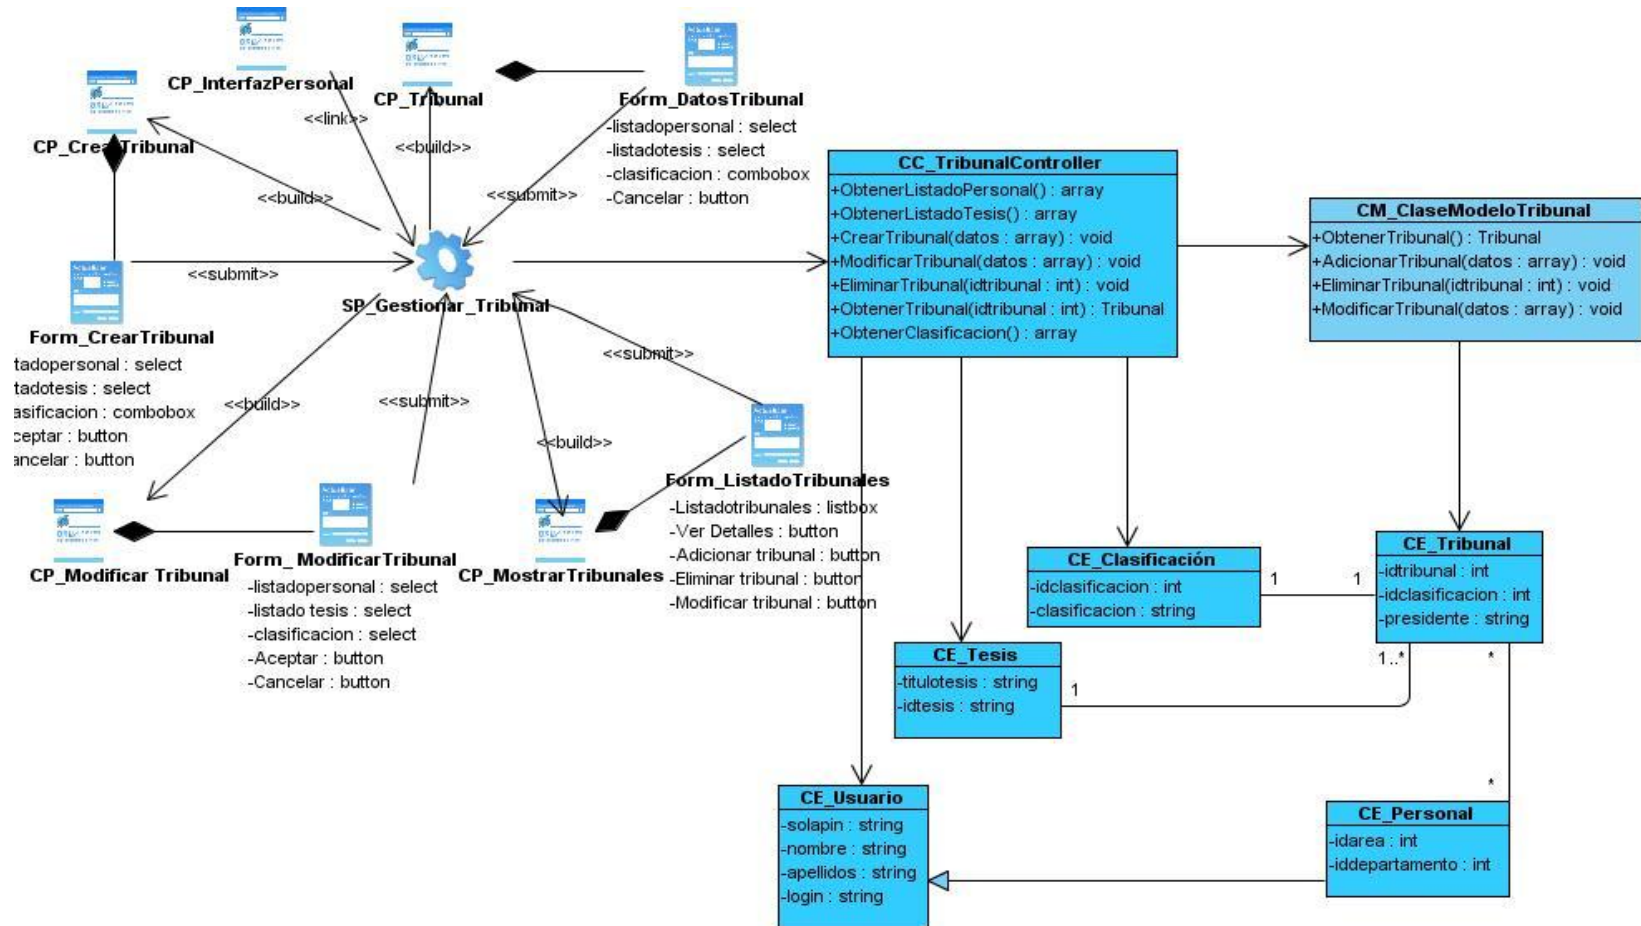 CP_InterfazPersonal
CP_Tribunal
Form_DatosTribunal
-listadopersonal : select
-listadotesis : select
-clasificacion : combobox
-Cancelar : button
CP_CrearTribunal
<<link>>
<<build>>
<<build>>
<<submit>>
<<submit>>
SP_Gestionar_Tribunal
Form_CrearTribunal
tadopersonal : select
tadotesis : select
asificacion : combobox
ceptar : button
ancelar : button
<<build>>
<<submit>>
<<submit>>
<<build>>
CP_Modificar Tribunal
Form_ ModificarTribunal
-listadopersonal : select
-listado tesis : select
-clasificacion : select
-Aceptar : button
-Cancelar : button
CP_MostrarTribunales
Form_ListadoTribunales
-Listadotribunales : listbox
-Ver Detalles : button
-Adicionar tribunal : button
-Eliminar tribunal : button
-Modificar tribunal : button
CC_TribunalController
+ObtenerListadoPersonal() : array
+ObtenerListadoTesis() : array
+CrearTribunal(datos : array) : void
+ModificarTribunal(datos : array) : void
+EliminarTribunal(idtribunal : int) : void
+ObtenerTribunal(idtribunal : int) : Tribunal
+ObtenerClasificacion() : array
CM_ClaseModeloTribunal
+ObtenerTribunal() : Tribunal
+AdicionarTribunal(datos : array) : void
+EliminarTribunal(idtribunal : int) : void
+ModificarTribunal(datos : array) : void
CE_Clasificación
-idclasificacion : int
-clasificacion : string
1
1
CE_Tribunal
-idtribunal : int
-idclasificacion : int
-presidente : string
1..*
*
CE_Tesis
-titulotesis : string
-idtesis : string
1
*
CE_Usuario
-solapin : string
-nombre : string
-apellidos : string
-login : string
CE_Personal
-idarea : int
-iddepartamento : int